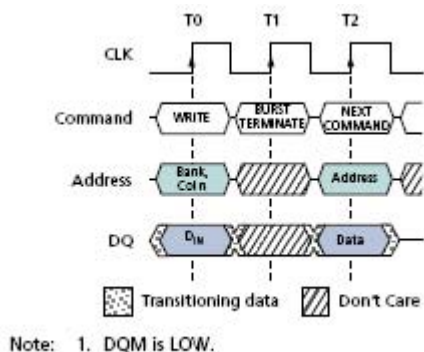 T0 T1 T2
CLK
Command WRITE BURST TERMINATE NEXT COMMAND
Address Bank, Col n Address
DQ DIN Data
Transitioning data Don't Care
Note: 1. DQM is LOW.